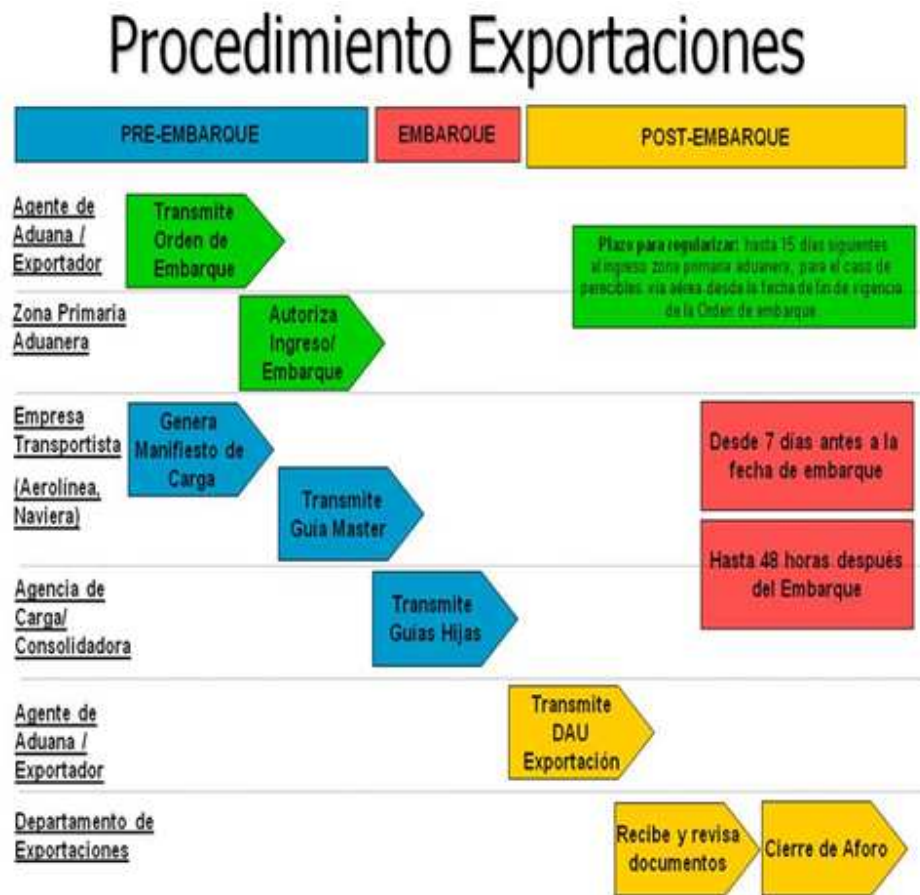 Procedimiento Exportaciones
PRE-EMBARQUE
EMBARQUE
POST-EMBARQUE
Agente de
Aduana /
Exportador
Transmite
Orden de
Embarque
Plazo para regularizar: hasta 15 días siguientes
al ingreso zona primaria aduanera, para el caso de
perecibles vía aérea desde la fecha de fin de vigencia
de la Orden de embarque
Zona Primaria
Aduanera
Autoriza
Ingreso/
Embarque
Empresa
Transportista
(Aerolínea,
Naviera)
Genera
Manifiesto de
Carga
Transmite
Guia Master
Desde 7 días antes a la
fecha de embarque
Hasta 48 horas después
del Embarque
Agencia de
Carga/
Consolidadora
Transmite
Guias Hijas
Agente de
Aduana /
Exportador
Transmite
DAU
Exportación
Departamento de
Exportaciones
Recibe y revisa
documentos
Cierre de Aforo